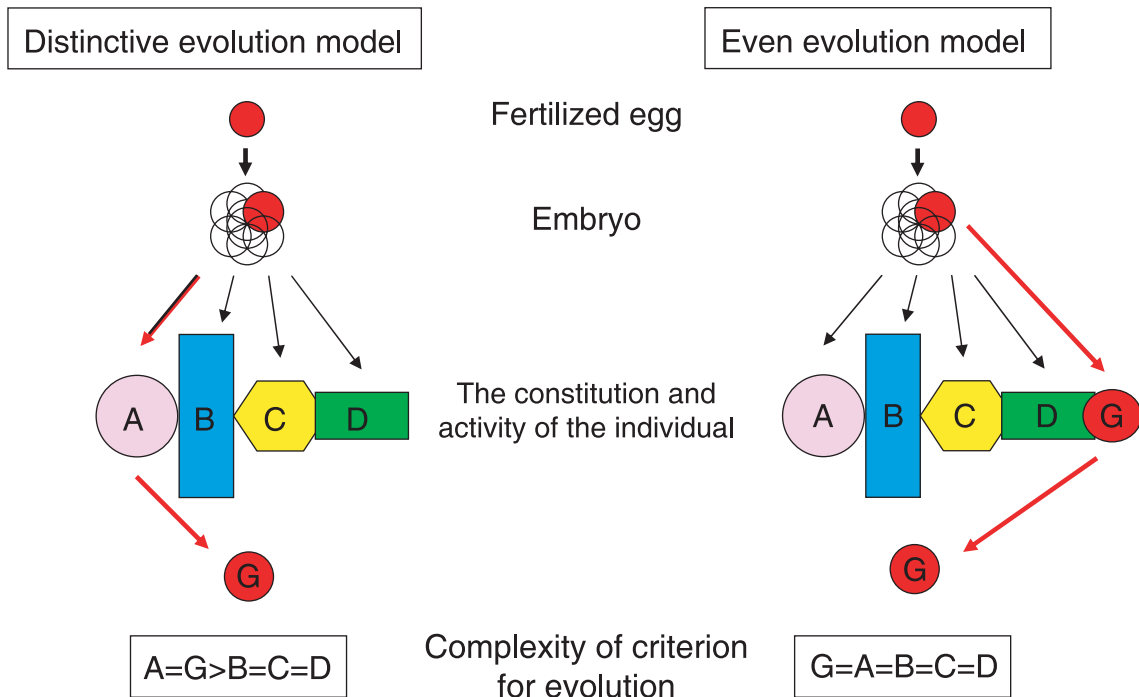 Distinctive evolution model
Even evolution model
Fertilized egg
Embryo
The constitution and
activity of the individual
A
B
C
D
A
B
C
D
G
G
G
Complexity of criterion
for evolution
A=G>B=C=D
G=A=B=C=D